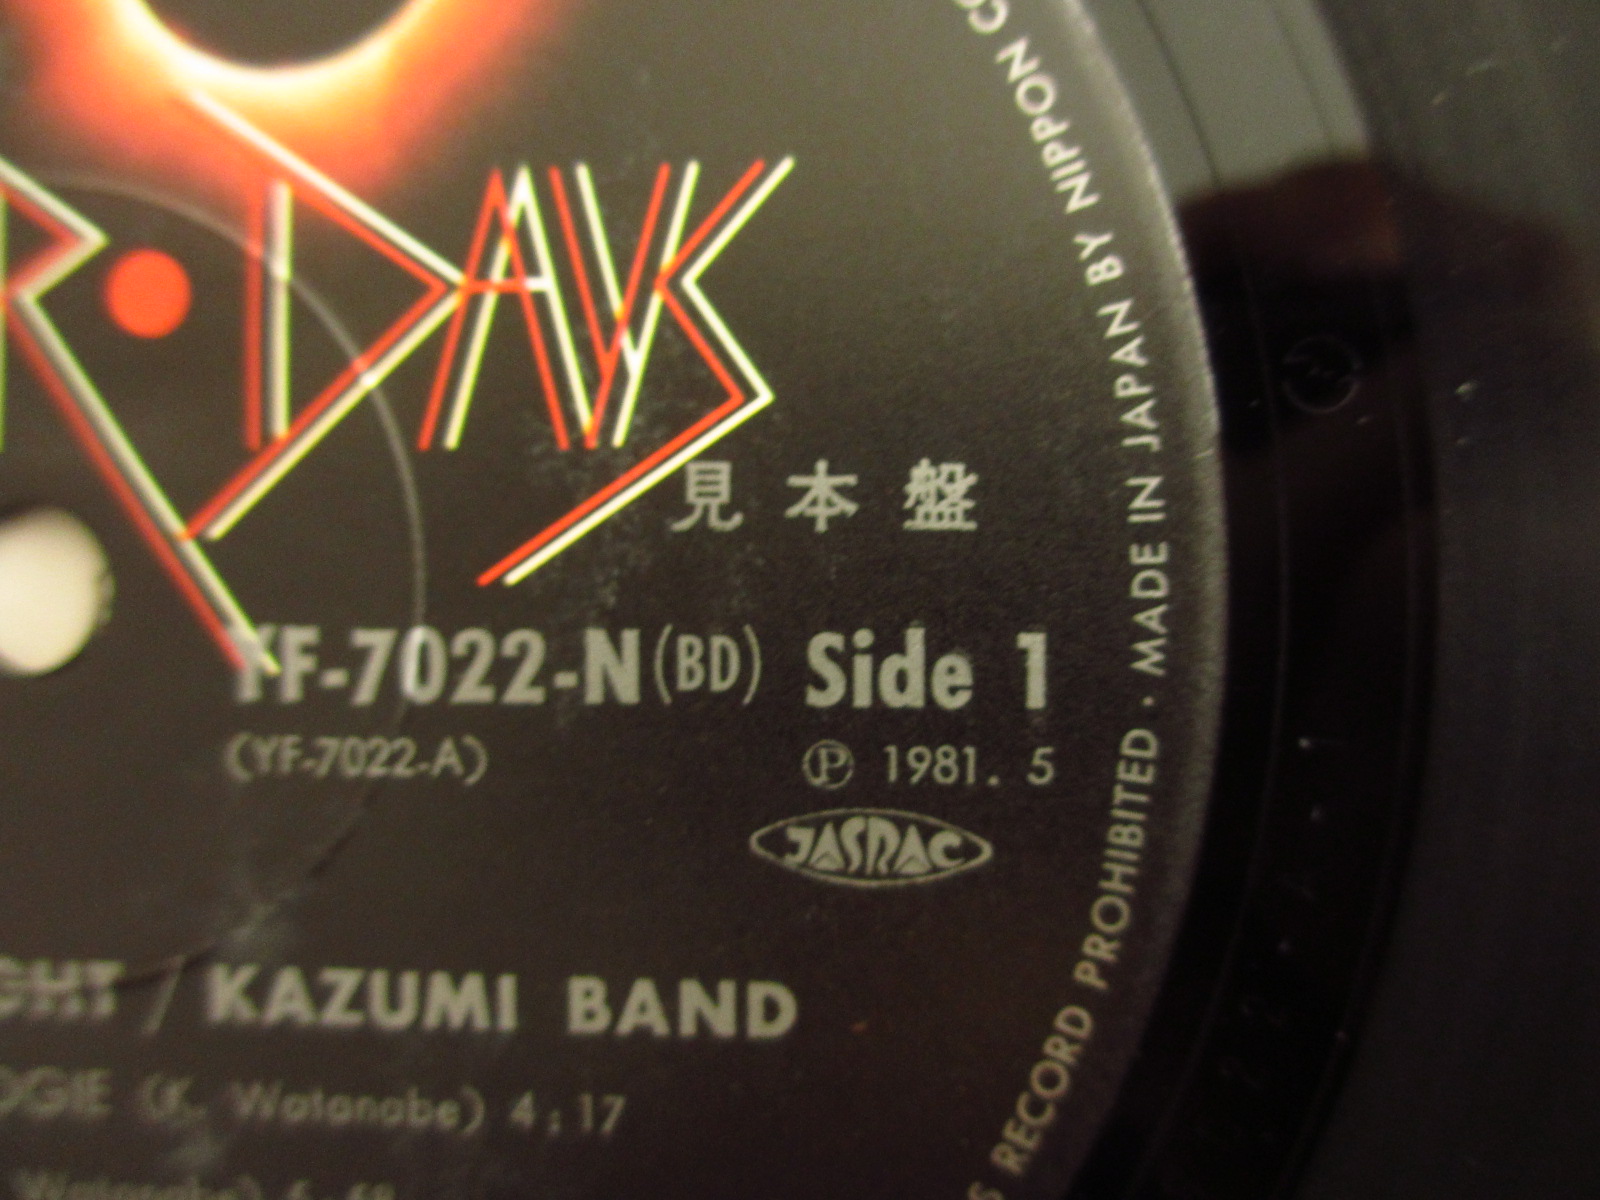 DAYS
見本盤
YF-7022-N (BD) Side 1
(YF-7022-A) Ⓟ 1981. 5
JASRAC
/ KAZUMI BAND
(K. Watanabe) 4:17
RECORD PROHIBITED · MADE IN JAPAN BY NIPPON